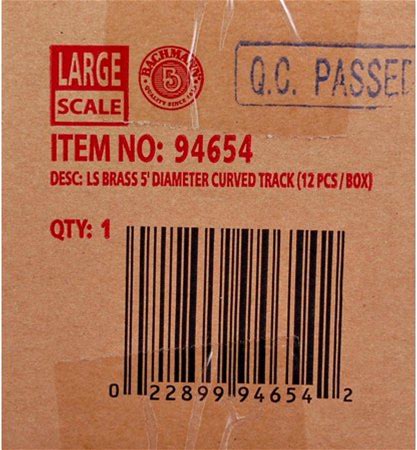 LARGE
SCALE
BACHMANN
QUALITY SINCE 1833
Q.C. PASSED
ITEM NO: 94654
DESC: LS BRASS 5' DIAMETER CURVED TRACK (12 PCS/BOX)
QTY: 1
0 22899 94654 2